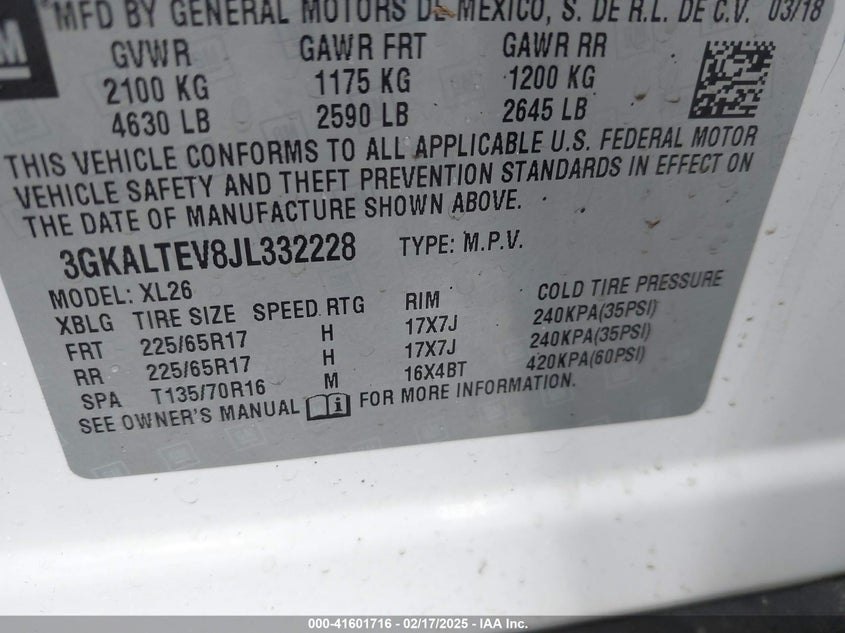 *MFD BY GENERAL MOTORS DE MEXICO, S. DE R.L. DE C.V. 03/18
GM
GVWR GAWR FRT GAWR RR
2100 KG 1175 KG 1200 KG
4630 LB 2590 LB 2645 LB
THIS VEHICLE CONFORMS TO ALL APPLICABLE U.S. FEDERAL MOTOR
VEHICLE SAFETY AND THEFT PREVENTION STANDARDS IN EFFECT ON
THE DATE OF MANUFACTURE SHOWN ABOVE.
3GKALTEV8JL332228 TYPE: M.P.V.
MODEL: XL26
XBLG TIRE SIZE SPEED RTG RIM COLD TIRE PRESSURE
FRT 225/65R17 H 17X7J 240KPA(35PSI)
RR 225/65R17 H 17X7J 240KPA(35PSI)
SPA T135/70R16 M 16X4BT 420KPA(60PSI)
SEE OWNER'S MANUAL FOR MORE INFORMATION.
000-41601716 - 02/17/2025 - IAA Inc.